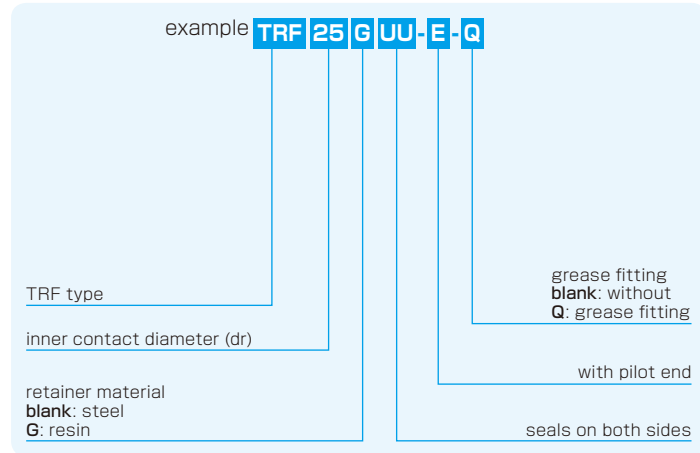 example TRF 25 G UU - E - Q
TRF type
inner contact diameter (dr)
retainer material
blank: steel
G: resin
grease fitting
blank: without
Q: grease fitting
with pilot end
seals on both sides